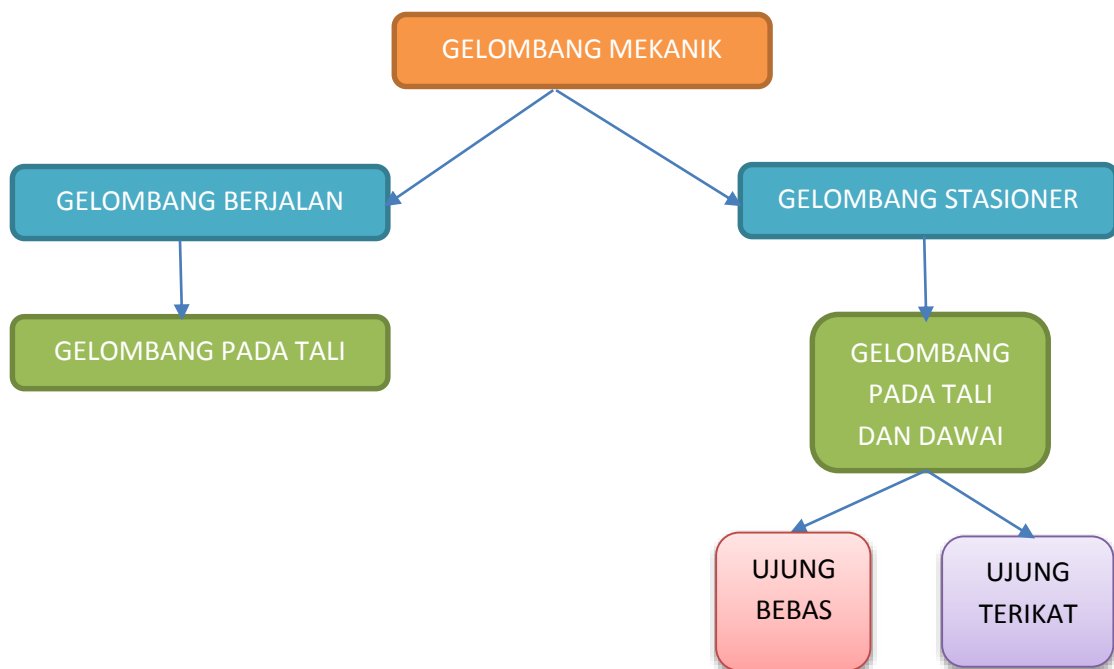 GELOMBANG MEKANIK
GELOMBANG BERJALAN
GELOMBANG STASIONER
GELOMBANG PADA TALI
GELOMBANG
PADA TALI
DAN DAWAI
UJUNG
BEBAS
UJUNG
TERIKAT